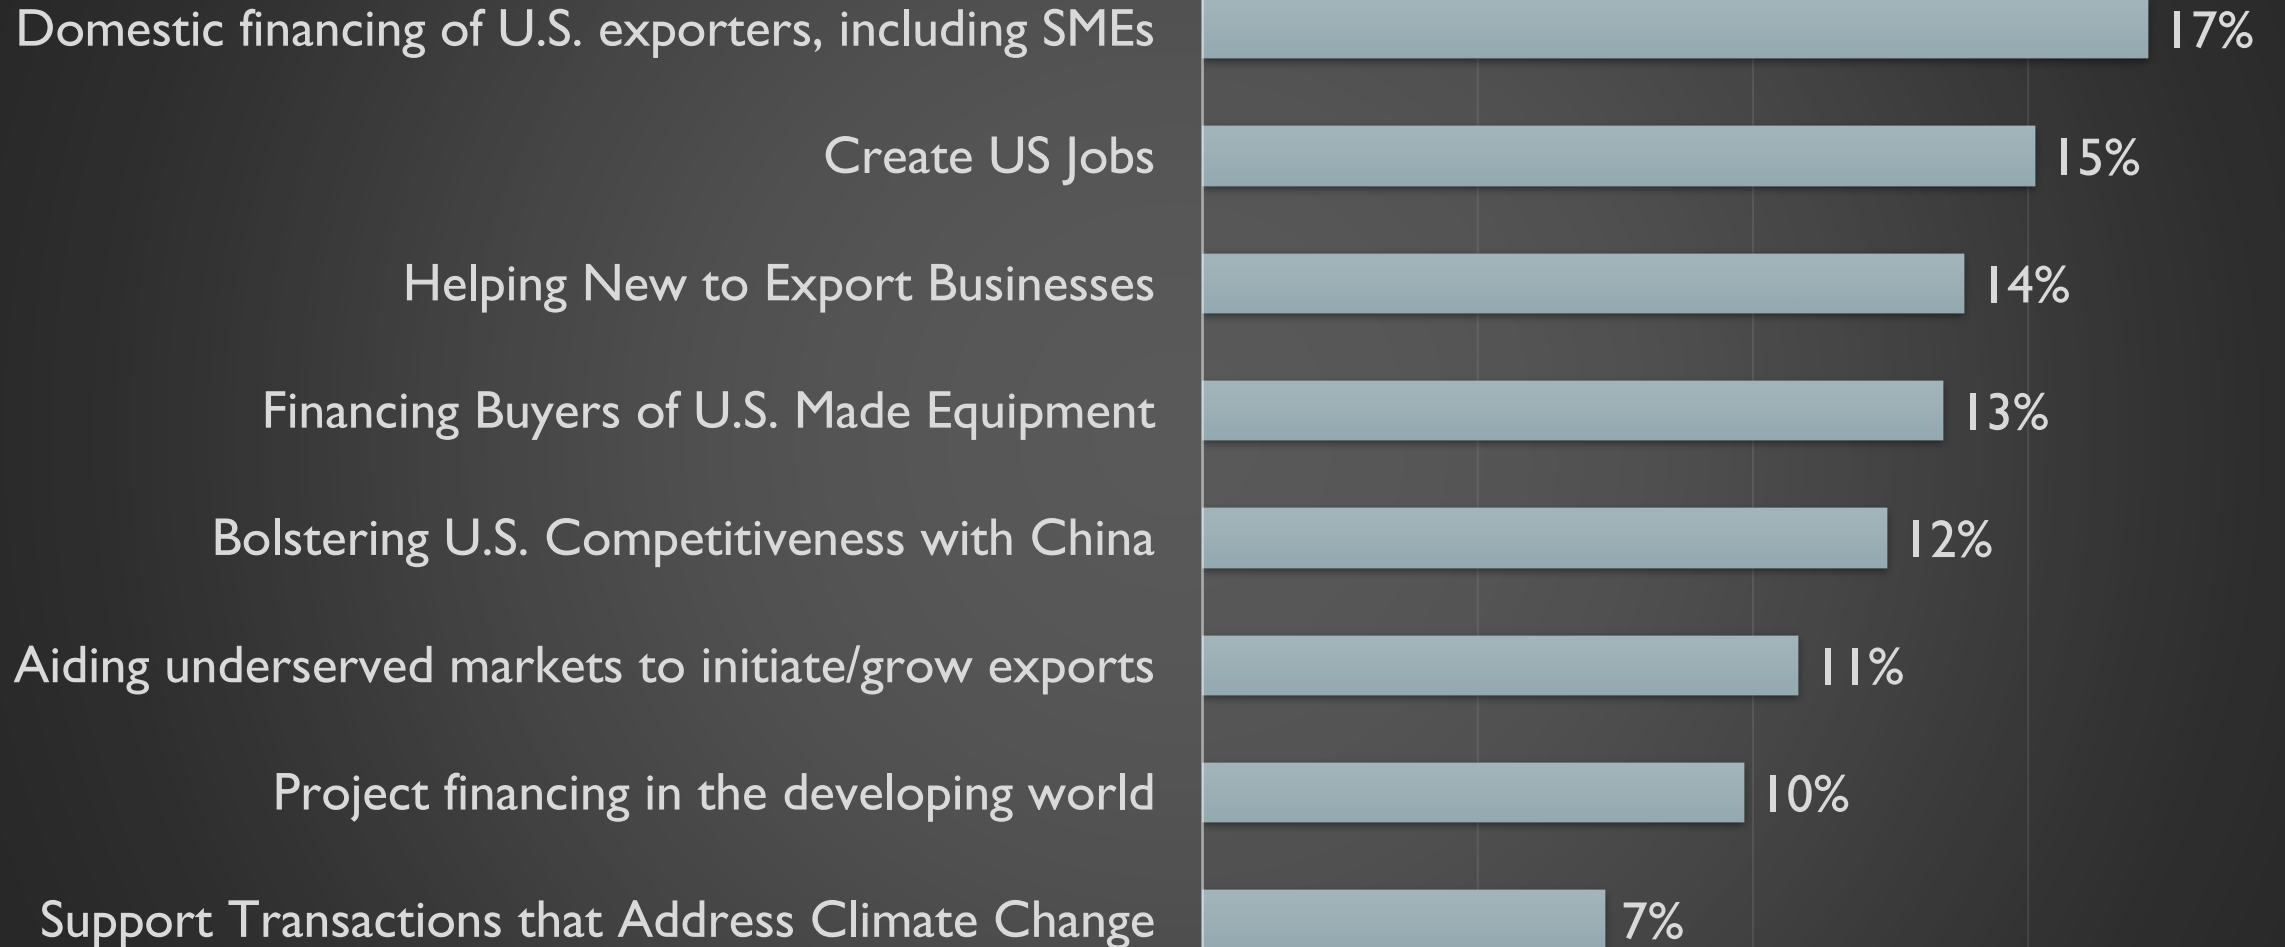 Domestic financing of U.S. exporters, including SMEs 17%
Create US Jobs 15%
Helping New to Export Businesses 14%
Financing Buyers of U.S. Made Equipment 13%
Bolstering U.S. Competitiveness with China 12%
Aiding underserved markets to initiate/grow exports 11%
Project financing in the developing world 10%
Support Transactions that Address Climate Change 7%